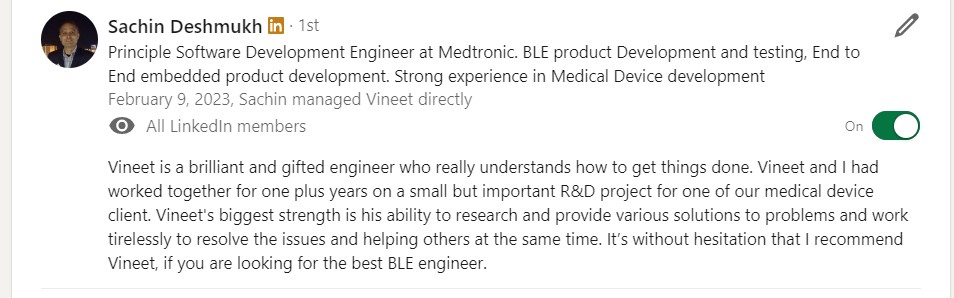 Sachin Deshmukh in · 1st
Principle Software Development Engineer at Medtronic. BLE product Development and testing, End to
End embedded product development. Strong experience in Medical Device development
February 9, 2023, Sachin managed Vineet directly
All LinkedIn members
On
Vineet is a brilliant and gifted engineer who really understands how to get things done. Vineet and I had
worked together for one plus years on a small but important R&D project for one of our medical device
client. Vineet's biggest strength is his ability to research and provide various solutions to problems and work
tirelessly to resolve the issues and helping others at the same time. It’s without hesitation that I recommend
Vineet, if you are looking for the best BLE engineer.